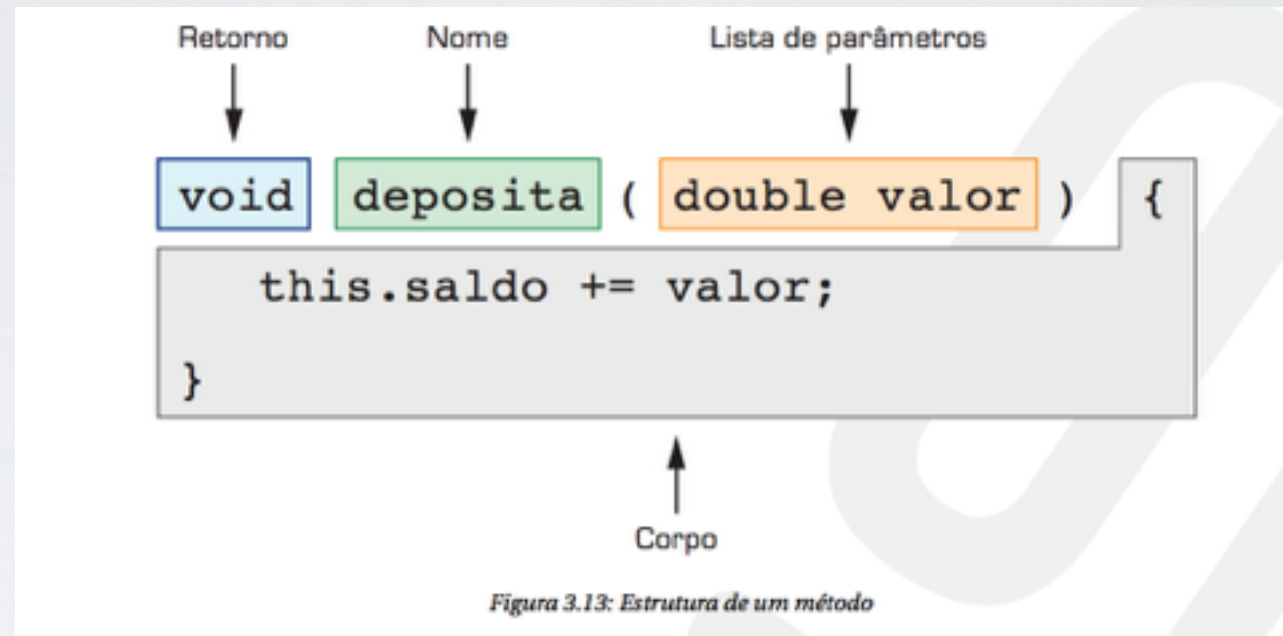 Retorno Nome Lista de parâmetros
void deposita ( double valor ) {
this.saldo += valor;
}
Corpo
Figura 3.13: Estrutura de um método